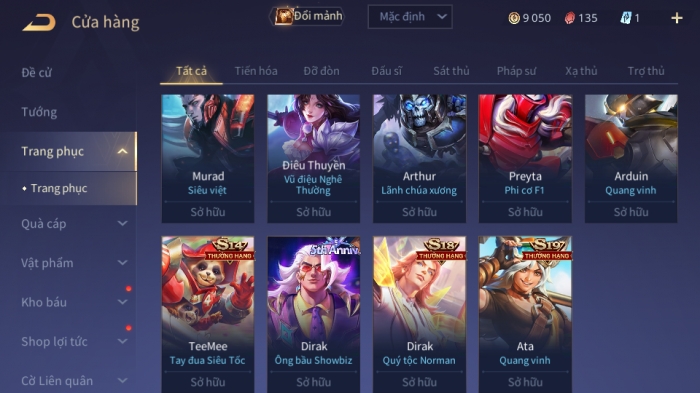 Cửa hàng
Đổi mảnh
Mặc định
9 050
135
1
Đề cử
Tướng
Trang phục
Trang phục
Quà cáp
Vật phẩm
Kho báu
Shop lợi tức
Cờ Liên quân
Tất cả Tiến hóa Đỡ đòn Đấu sĩ Sát thủ Pháp sư Xạ thủ Trợ thủ
Murad
Siêu việt
Sở hữu
Điêu Thuyền
Vũ điệu Nghê
Thường
Sở hữu
Arthur
Lãnh chúa xương
Sở hữu
Preyta
Phi cơ F1
Sở hữu
Arduin
Quang vinh
Sở hữu
S14
THƯỞNG HẠNG
TeeMee
Tay đua Siêu Tốc
Sở hữu
5th Anniv
Dirak
Ông bầu Showbiz
Sở hữu
S18
THƯỞNG HẠNG
Dirak
Quý tộc Norman
Sở hữu
S19
THƯỞNG HẠNG
Ata
Quang vinh
Sở hữu